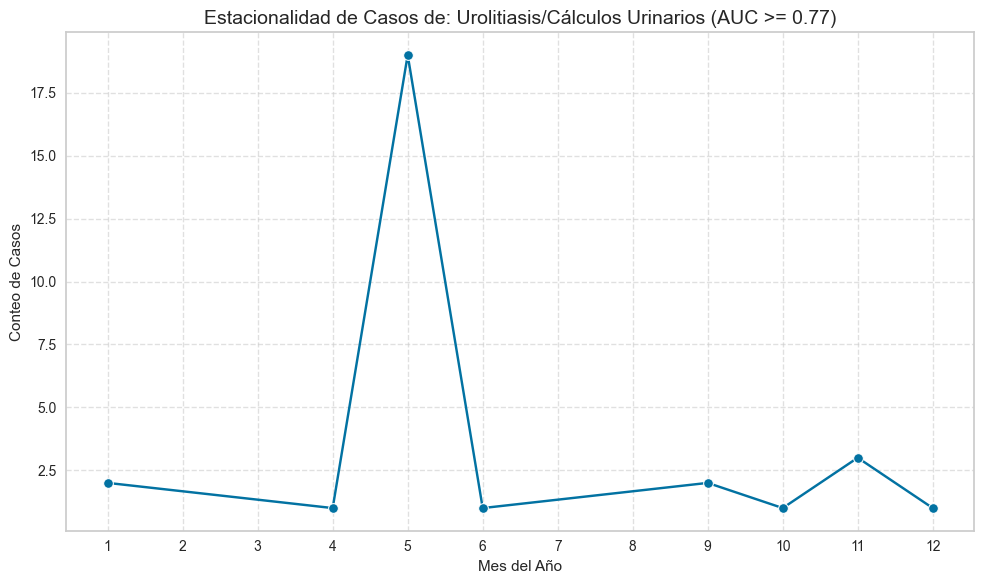 Estacionalidad de Casos de: Urolitiasis/Cálculos Urinarios (AUC >= 0.77)
Conteo de Casos
17.5
15.0
12.5
10.0
7.5
5.0
2.5
1 2 3 4 5 6 7 8 9 10 11 12
Mes del Año